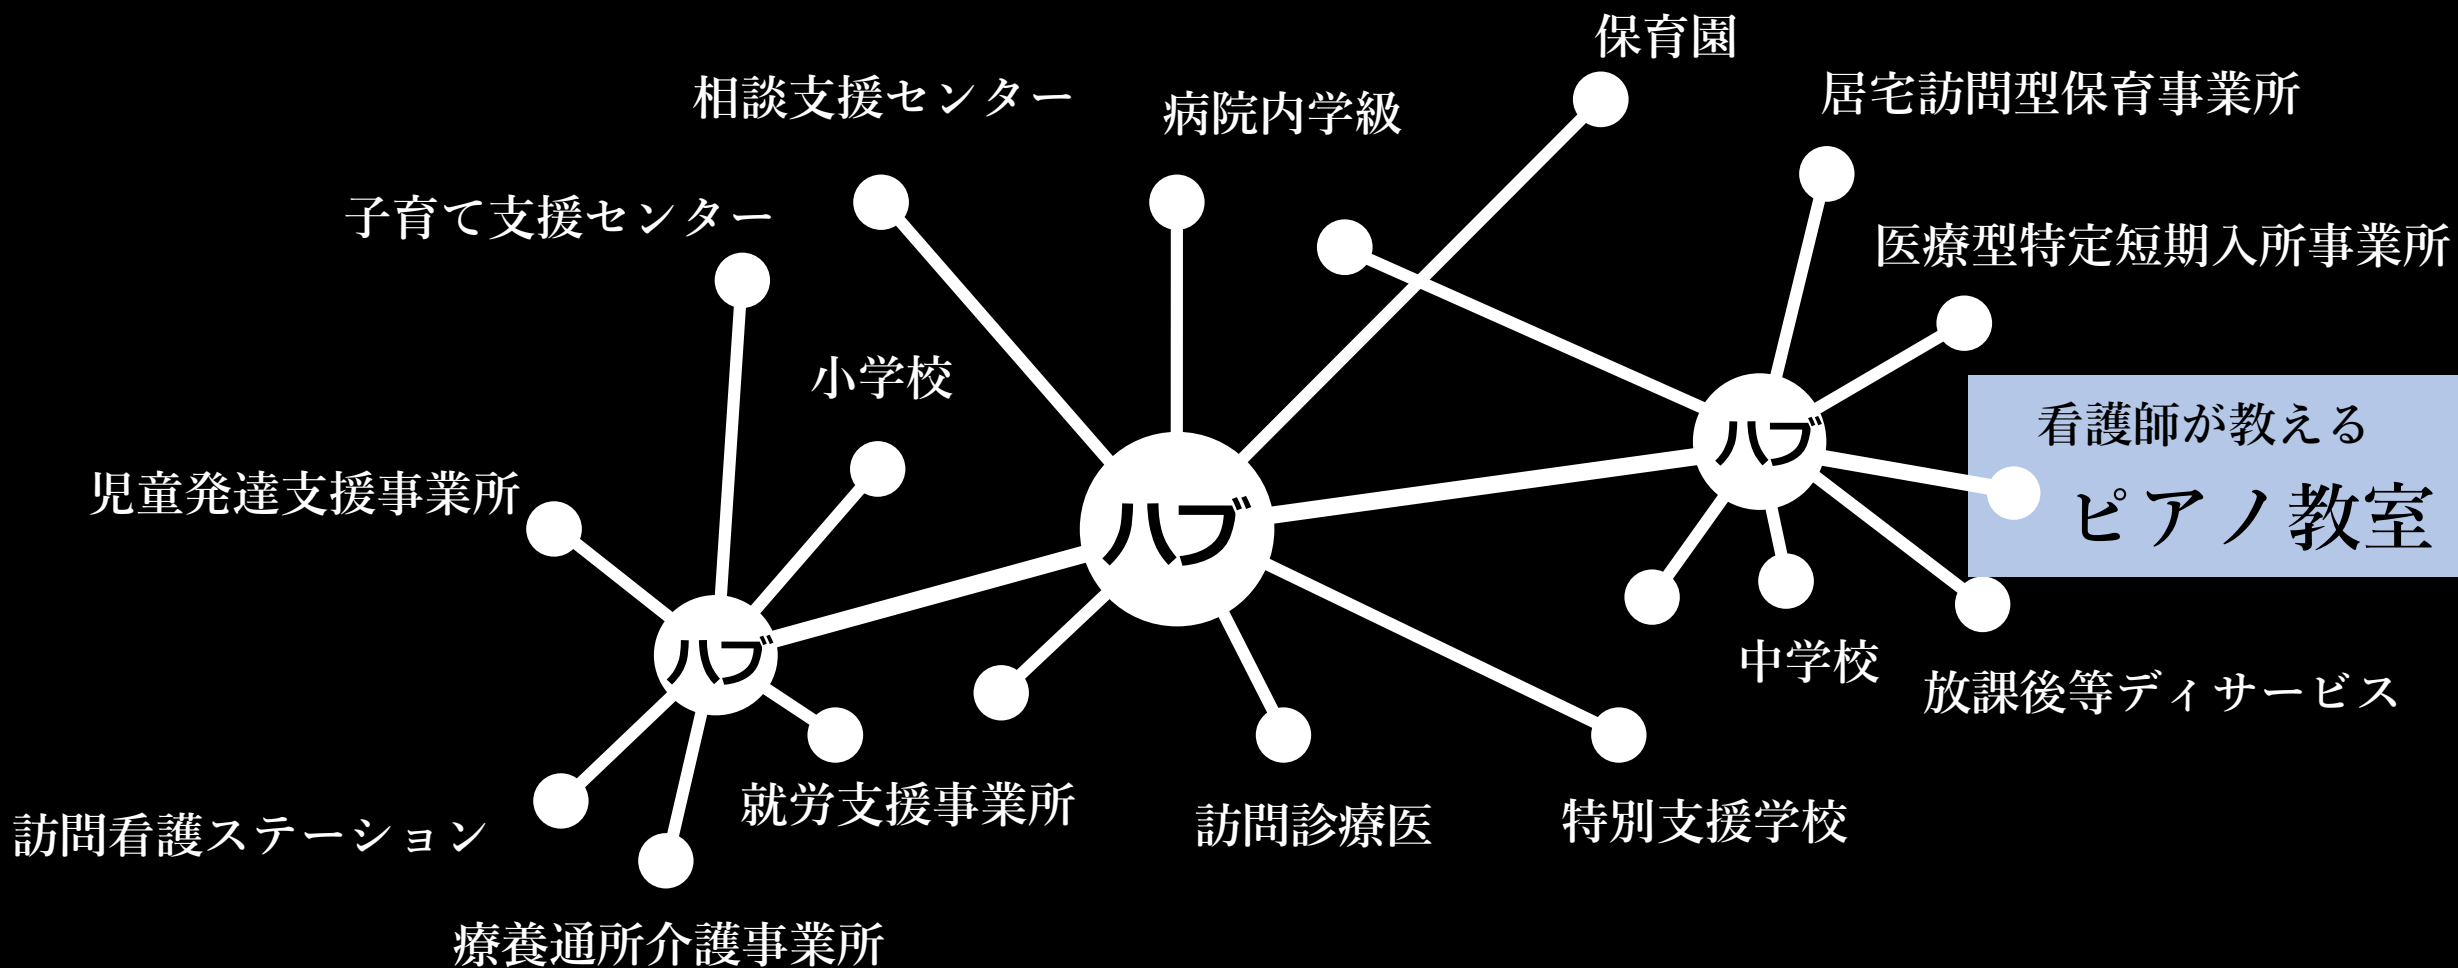 保育園
相談支援センター
病院内学級
居宅訪問型保育事業所
子育て支援センター
医療型特定短期入所事業所
小学校
看護師が教える
ピアノ教室
児童発達支援事業所
ハブ
ハブ
ハブ
中学校
放課後等ディサービス
就労支援事業所
訪問看護ステーション
訪問診療医
特別支援学校
療養通所介護事業所